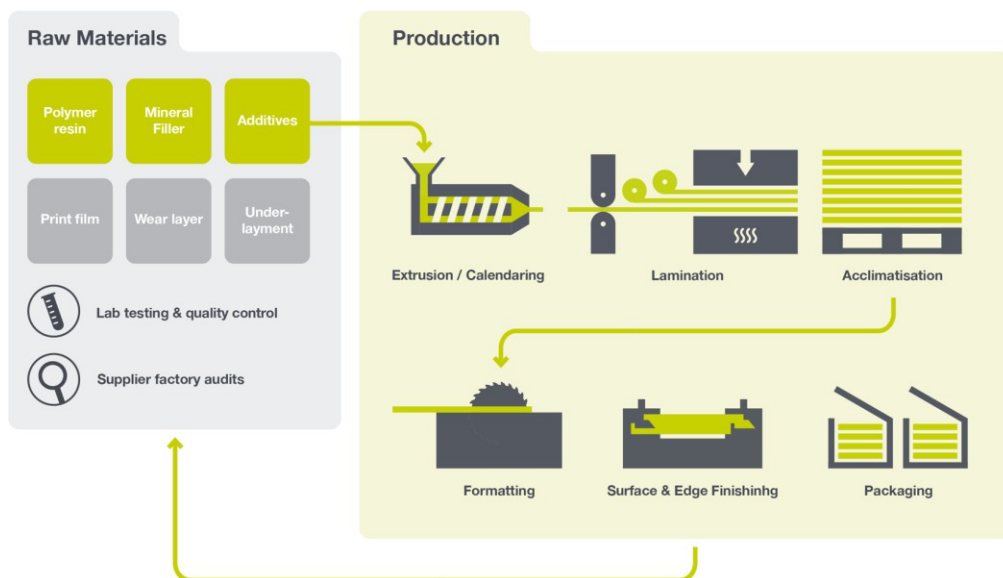 Raw Materials
Production
Polymer
resin
Mineral
Filler
Additives
Print film
Wear layer
Under-
layment
Lab testing & quality control
Supplier factory audits
Extrusion / Calendaring
Lamination
Acclimatisation
Formatting
Surface & Edge Finishinhg
Packaging